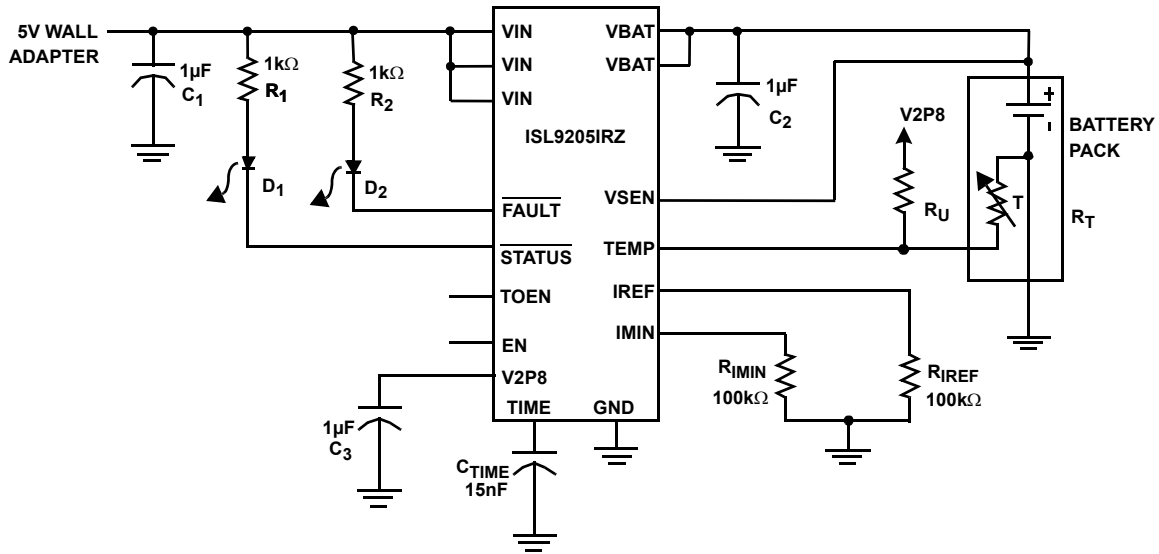 5V WALL
ADAPTER
1µF
C1
1kΩ
R1
1kΩ
R2
D1
D2
VIN
VIN
VIN
ISL9205IRZ
FAULT
STATUS
TOEN
EN
V2P8
TIME
GND
VBAT
VBAT
VSEN
TEMP
IREF
IMIN
1µF
C2
V2P8
RU
+
-
T
BATTERY
PACK
RT
RIMIN
100kΩ
RIREF
100kΩ
1µF
C3
CTIME
15nF